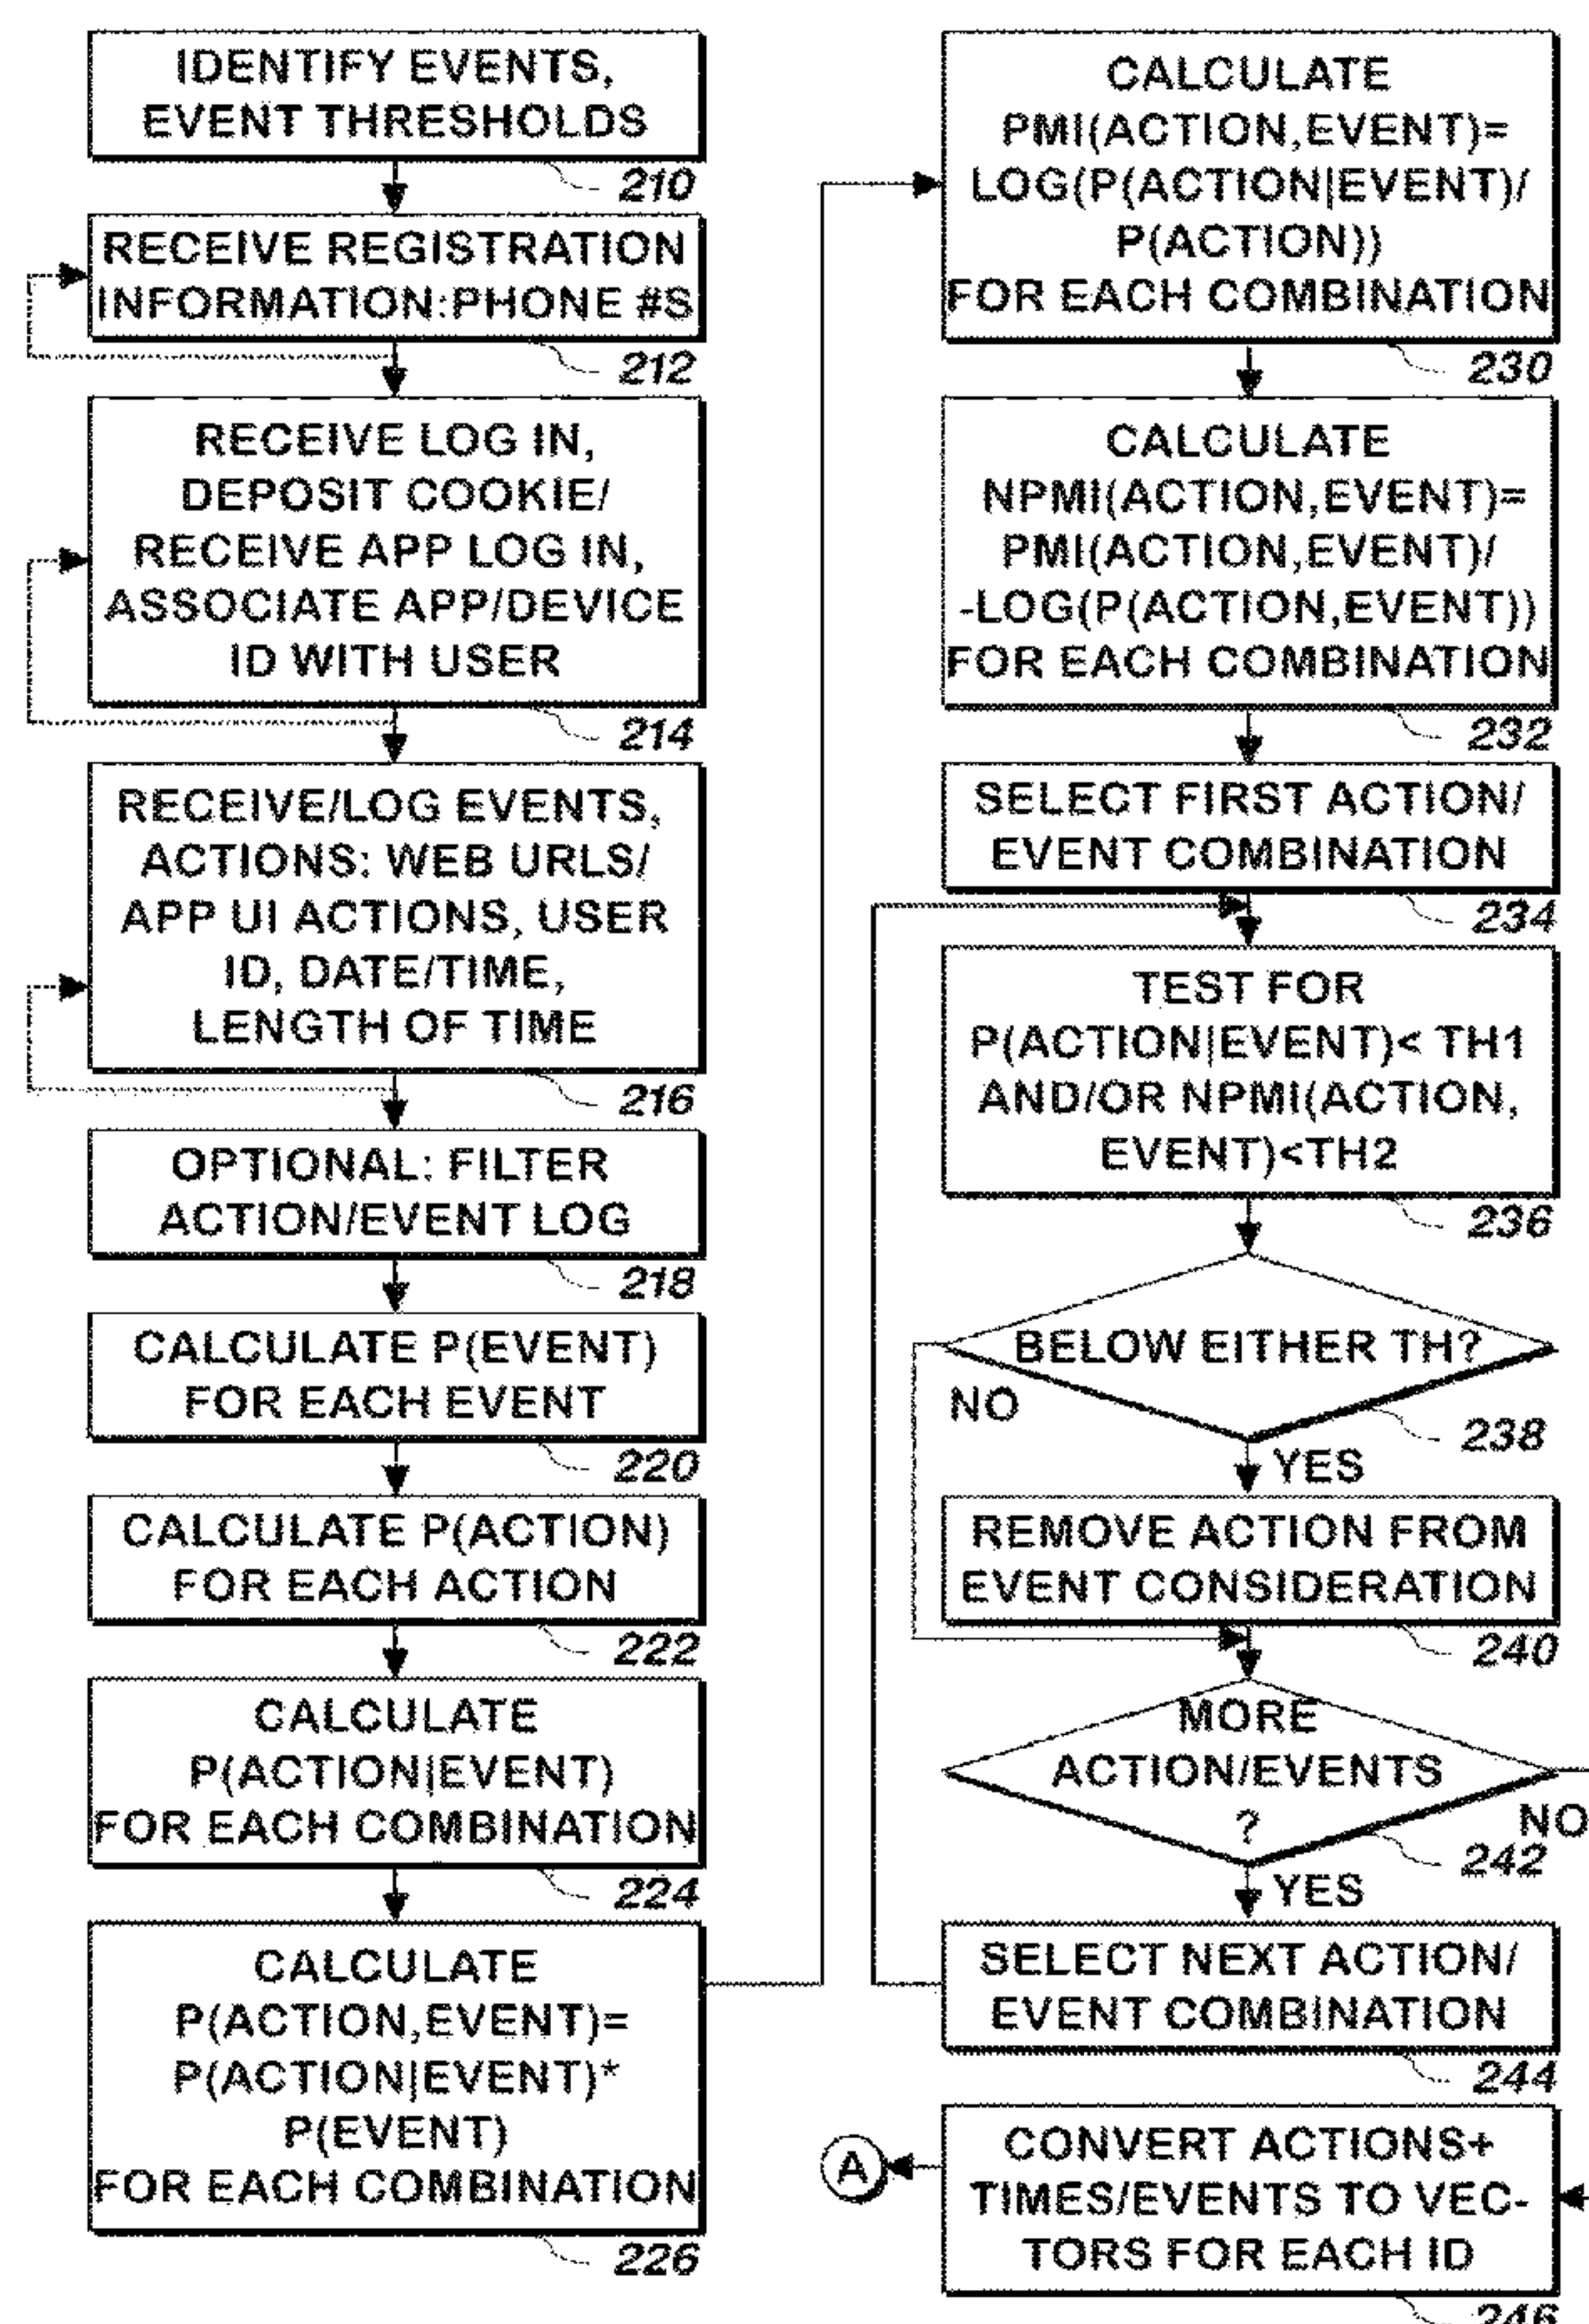 IDENTIFY EVENTS,
EVENT THRESHOLDS
210
RECEIVE REGISTRATION
INFORMATION:PHONE #S
212
RECEIVE LOG IN,
DEPOSIT COOKIE/
RECEIVE APP LOG IN,
ASSOCIATE APP/DEVICE
ID WITH USER
214
RECEIVE/LOG EVENTS,
ACTIONS: WEB URLS/
APP UI ACTIONS, USER
ID, DATE/TIME,
LENGTH OF TIME
216
OPTIONAL: FILTER
ACTION/EVENT LOG
218
CALCULATE P(EVENT)
FOR EACH EVENT
220
CALCULATE P(ACTION)
FOR EACH ACTION
222
CALCULATE
P(ACTION|EVENT)
FOR EACH COMBINATION
224
CALCULATE
P(ACTION,EVENT)=
P(ACTION|EVENT)*
P(EVENT)
FOR EACH COMBINATION
226
CALCULATE
PMI(ACTION,EVENT)=
LOG(P(ACTION|EVENT)/
P(ACTION))
FOR EACH COMBINATION
230
CALCULATE
NPMI(ACTION,EVENT)=
PMI(ACTION,EVENT)/
-LOG(P(ACTION,EVENT))
FOR EACH COMBINATION
232
SELECT FIRST ACTION/
EVENT COMBINATION
234
TEST FOR
P(ACTION|EVENT)< TH1
AND/OR NPMI(ACTION,
EVENT)<TH2
236
BELOW EITHER TH?
NO
238
YES
REMOVE ACTION FROM
EVENT CONSIDERATION
240
MORE
ACTION/EVENTS
?
NO
242
YES
SELECT NEXT ACTION/
EVENT COMBINATION
244
CONVERT ACTIONS+
TIMES/EVENTS TO VEC-
TORS FOR EACH ID
246
A